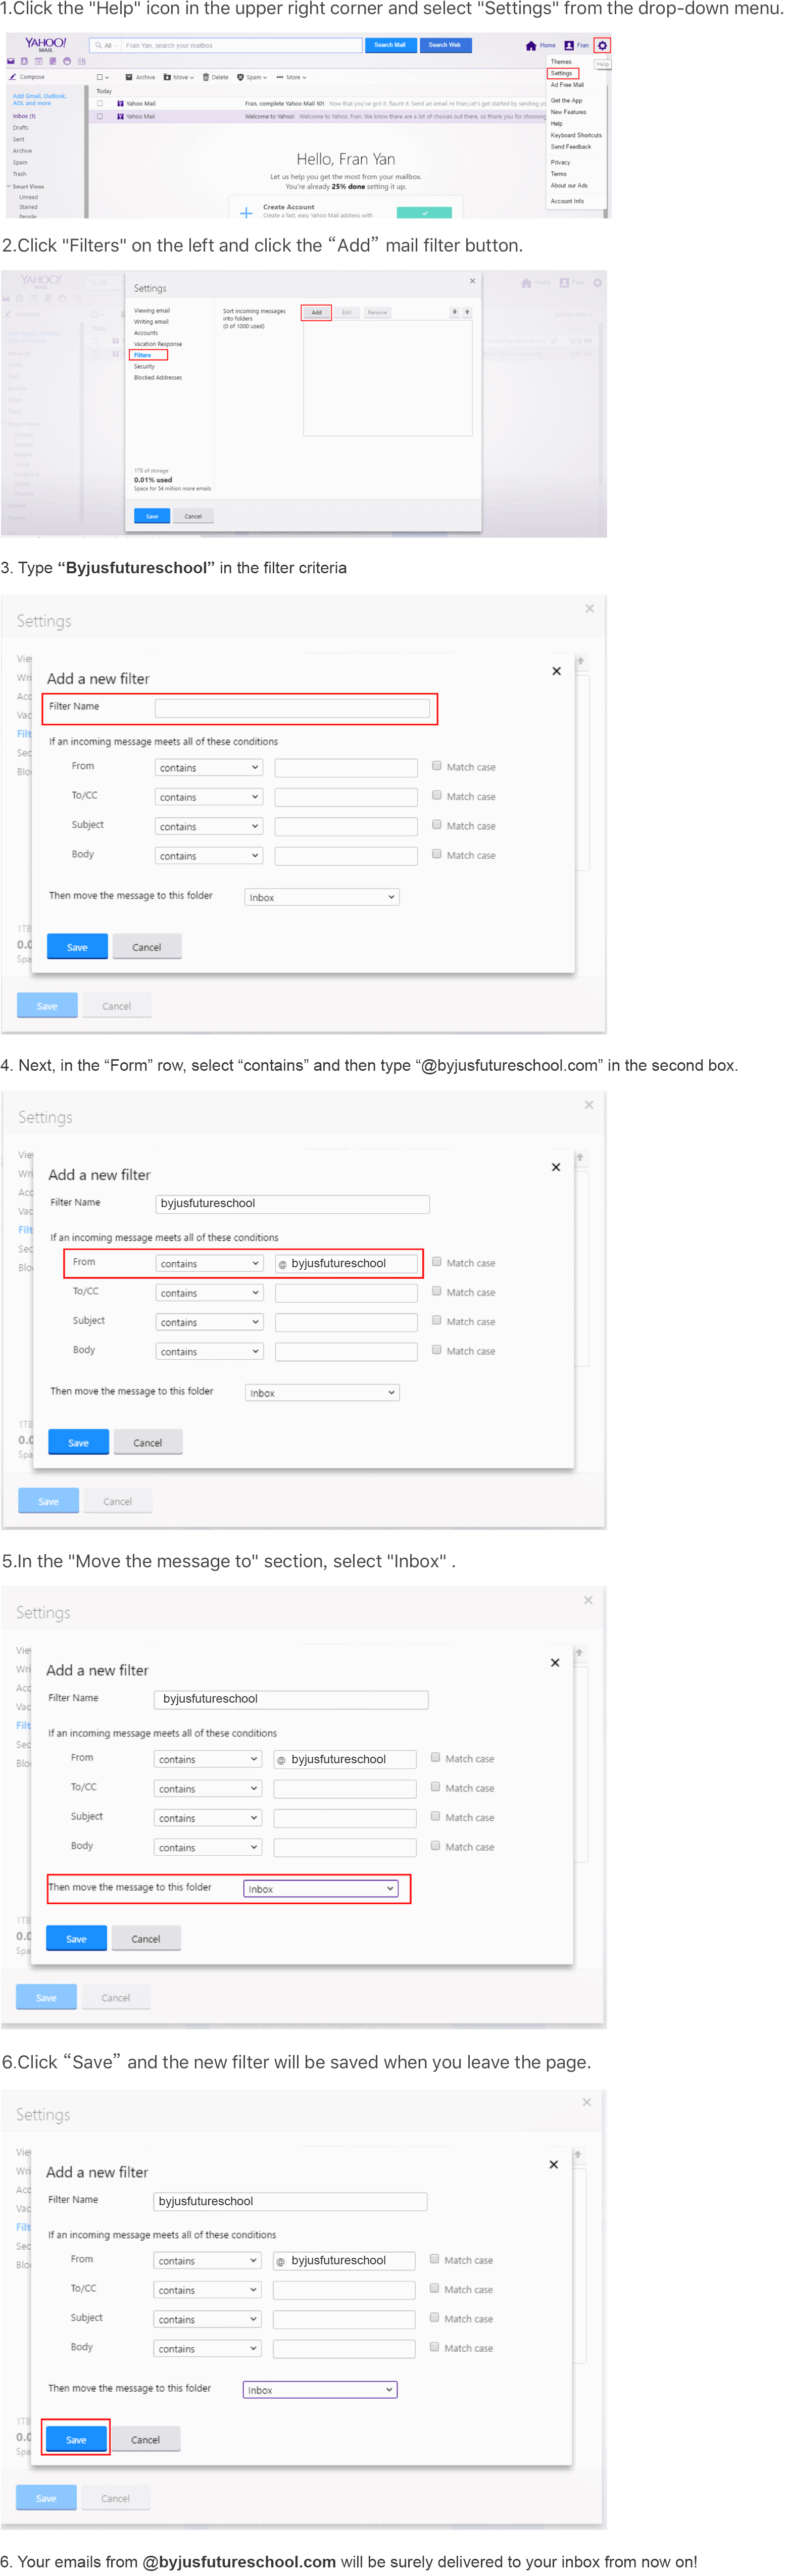 1.Click the "Help" icon in the upper right corner and select "Settings" from the drop-down menu.
YAHOO!
MAIL
All
Fran Yan, search your mailbox
Search Mail
Search Web
Home
Fran
Help
Themes
Settings
Ad Free Mail
Get the App
New Features
Help
Keyboard Shortcuts
Send Feedback
Privacy
Terms
About our Ads
Account Info
Compose
Archive
Move
Delete
Spam
More
Add Gmail, Outlook,
AOL and more
Inbox (1)
Drafts
Sent
Archive
Spam
Trash
Smart Views
Unread
Starred
People
Today
Yahoo Mail
Fran, complete Yahoo Mail 101 Now that you've got it, flaunt it. Send an email Hi Fran,Let's get started by sending yo
Yahoo Mail
Welcome to Yahoo! Welcome to Yahoo, Fran. We know there are a lot of choices out there, so thank you for choosing
Hello, Fran Yan
Let us help you get the most from your mailbox.
You're already 25% done setting it up.
Create Account
Create a fast, easy Yahoo Mail address with
2.Click "Filters" on the left and click the “Add” mail filter button.
YAHOO!
MAIL
Home
Fran
Settings
Viewing email
Writing email
Accounts
Vacation Response
Filters
Security
Blocked Addresses
Sort incoming messages
into folders
(0 of 1000 used)
Add
Edit
Remove
1TB of storage
0.01% used
Space for 54 million more emails
Save
Cancel
3. Type “Byjusfutureschool” in the filter criteria
Settings
Add a new filter
Filter Name
If an incoming message meets all of these conditions
From contains Match case
To/CC contains Match case
Subject contains Match case
Body contains Match case
Then move the message to this folder Inbox
Save Cancel
Save Cancel
4. Next, in the “Form” row, select “contains” and then type “@byjusfutureschool.com” in the second box.
Settings
Add a new filter
Filter Name byjusfutureschool
If an incoming message meets all of these conditions
From contains @ byjusfutureschool Match case
To/CC contains Match case
Subject contains Match case
Body contains Match case
Then move the message to this folder Inbox
Save Cancel
Save Cancel
5.In the "Move the message to" section, select "Inbox" .
Settings
Add a new filter
Filter Name byjusfutureschool
If an incoming message meets all of these conditions
From contains @ byjusfutureschool Match case
To/CC contains Match case
Subject contains Match case
Body contains Match case
Then move the message to this folder Inbox
Save Cancel
Save Cancel
6.Click “Save” and the new filter will be saved when you leave the page.
Settings
Add a new filter
Filter Name byjusfutureschool
If an incoming message meets all of these conditions
From contains @ byjusfutureschool Match case
To/CC contains Match case
Subject contains Match case
Body contains Match case
Then move the message to this folder Inbox
Save Cancel
Save Cancel
6. Your emails from @byjusfutureschool.com will be surely delivered to your inbox from now on!